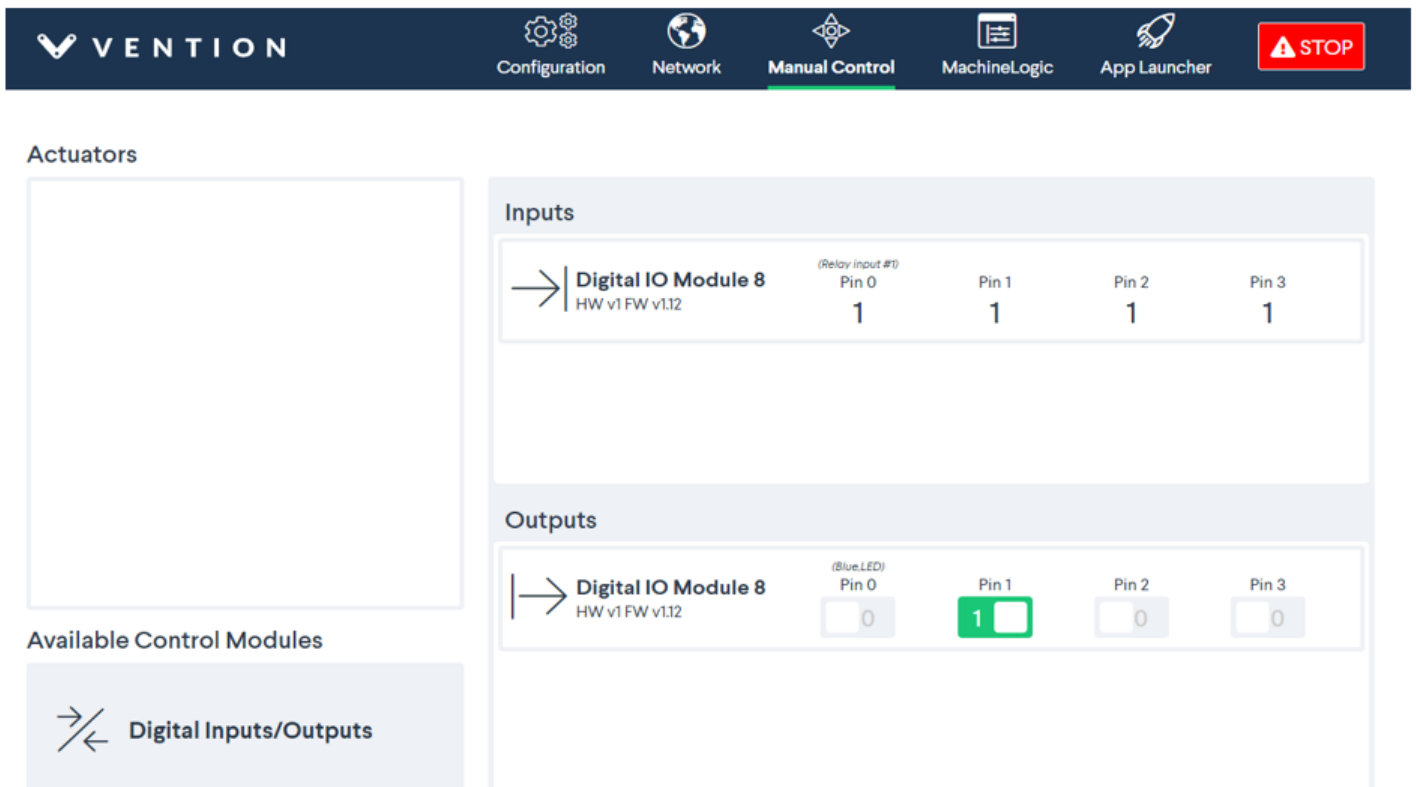 VENTION
Configuration Network Manual Control MachineLogic App Launcher STOP
Actuators
Inputs
(Relay input #1)
Digital IO Module 8 Pin 0 Pin 1 Pin 2 Pin 3
HW v1 FW v1.12
1 1 1 1
Outputs
(Blue,LED)
Digital IO Module 8 Pin 0 Pin 1 Pin 2 Pin 3
HW v1 FW v1.12
0 1 0 0
Available Control Modules
Digital Inputs/Outputs